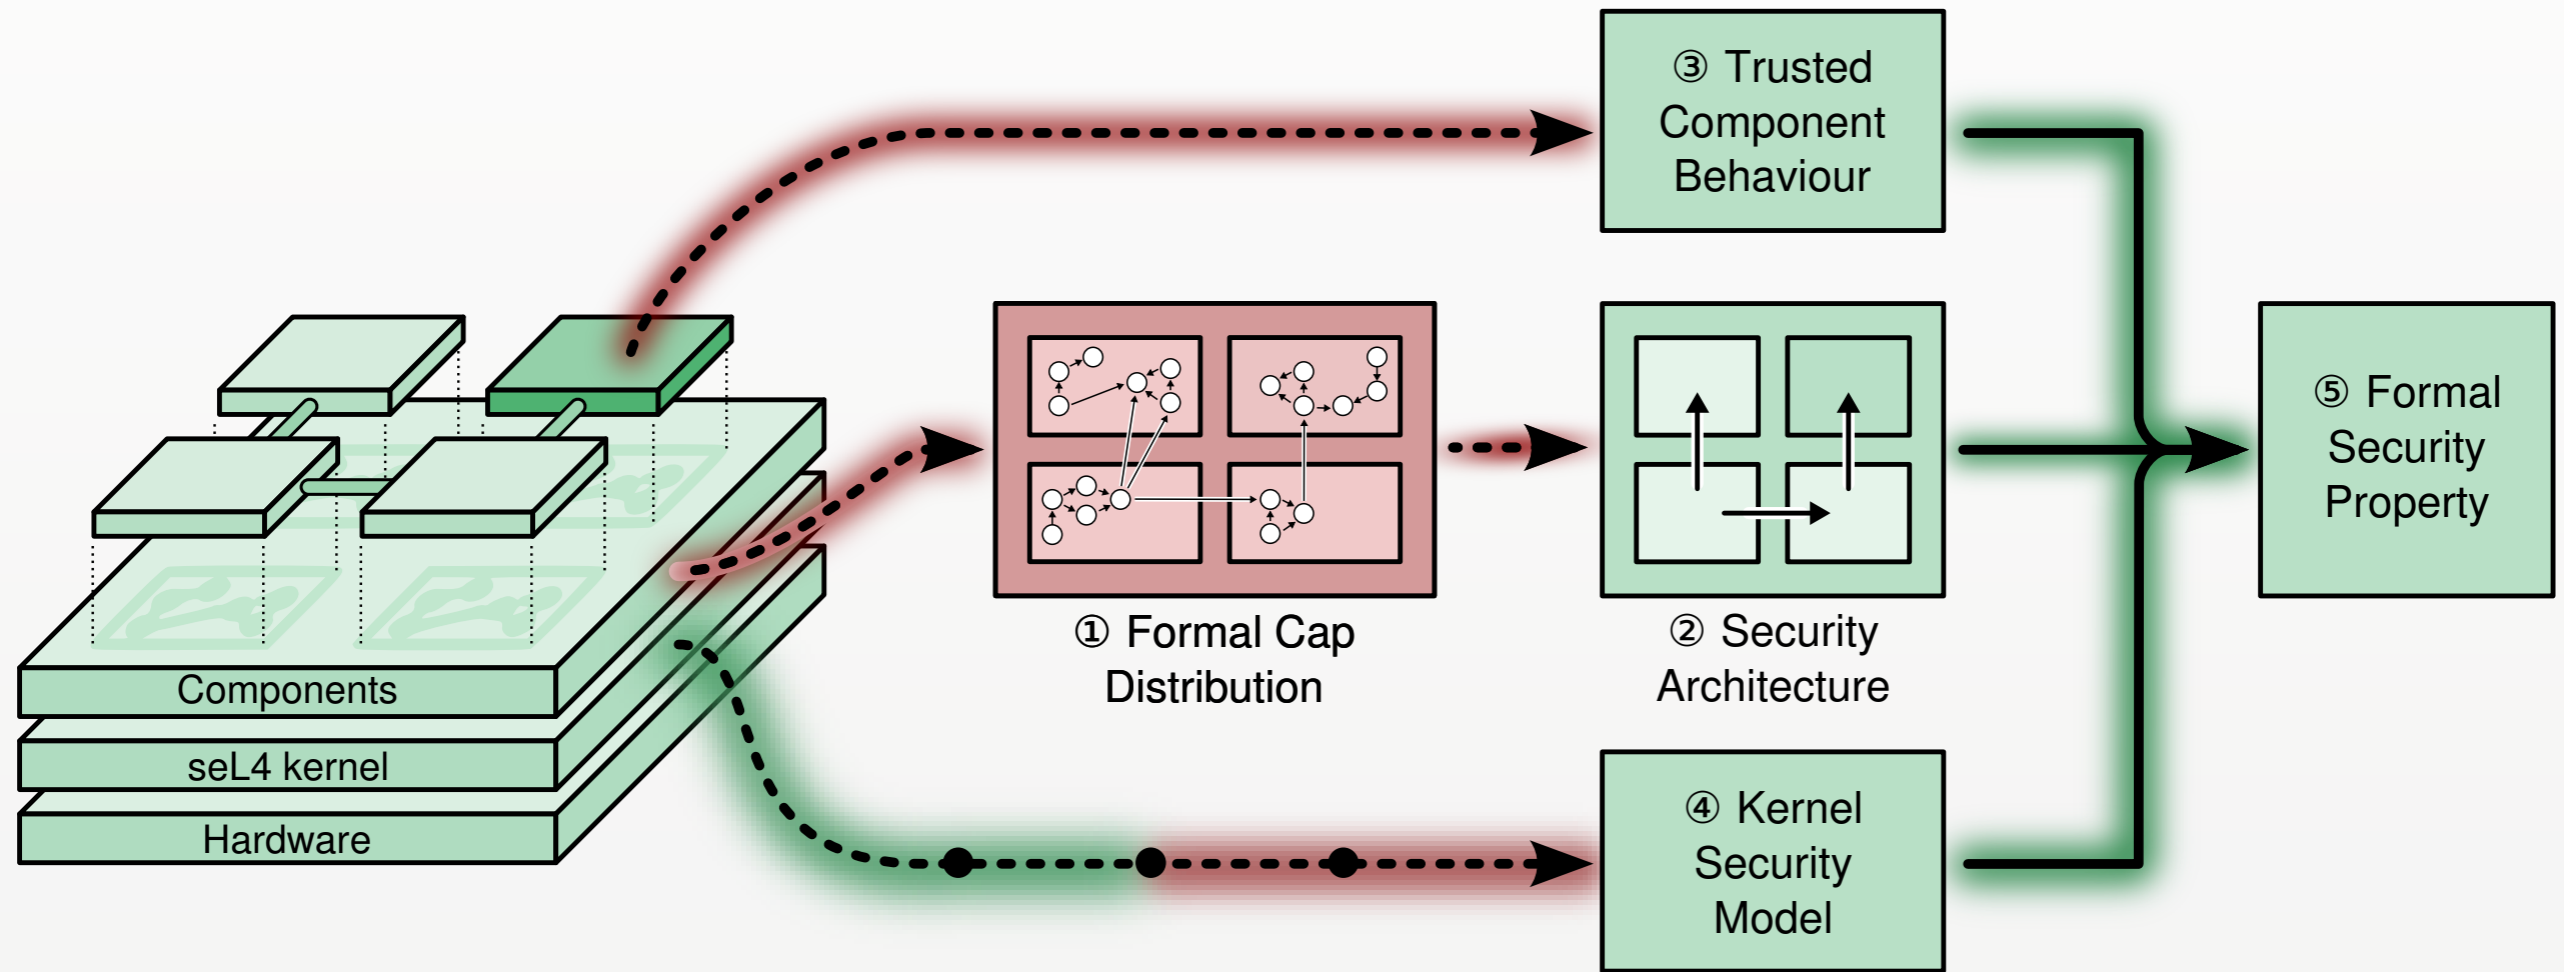 ③ Trusted
Component
Behaviour
⑤ Formal
Security
Property
① Formal Cap
Distribution
② Security
Architecture
Components
seL4 kernel
Hardware
④ Kernel
Security
Model